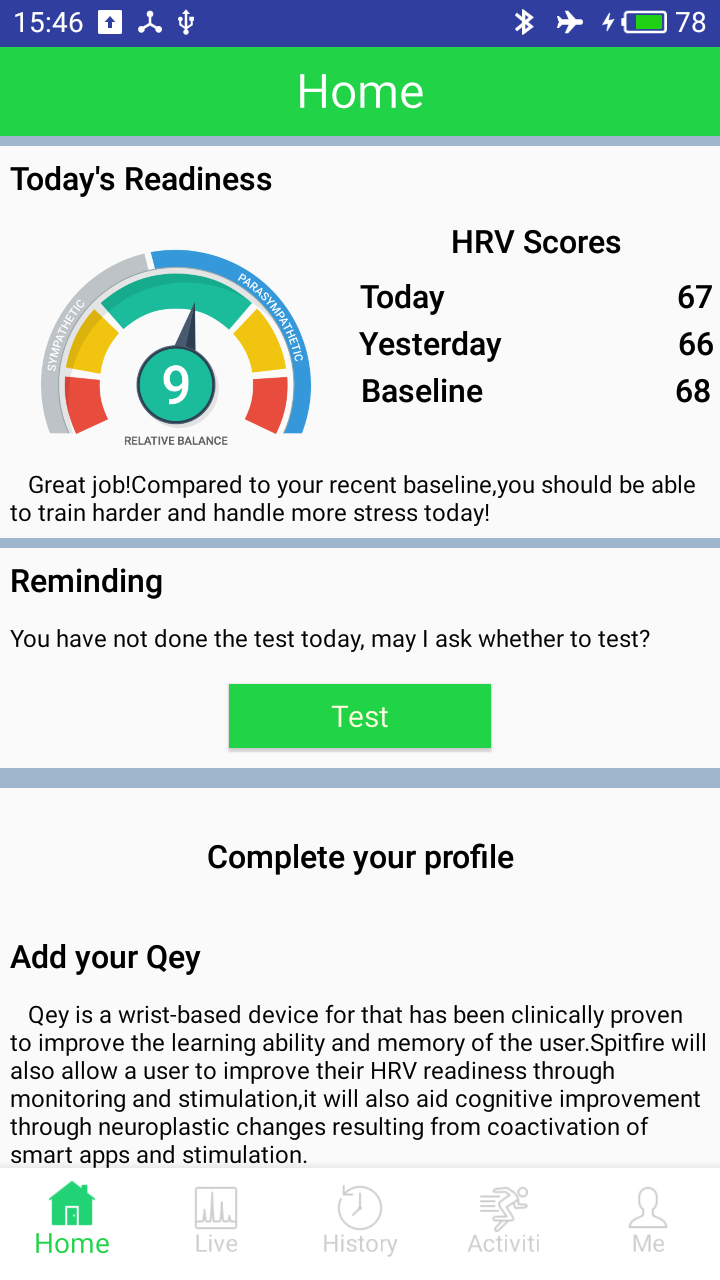 15:46
78
Home
Today's Readiness
SYMPATHETIC
PARASYMPATHETIC
9
RELATIVE BALANCE
HRV Scores
Today 67
Yesterday 66
Baseline 68
Great job!Compared to your recent baseline,you should be able
to train harder and handle more stress today!
Reminding
You have not done the test today, may I ask whether to test?
Test
Complete your profile
Add your Qey
Qey is a wrist-based device for that has been clinically proven
to improve the learning ability and memory of the user.Spitfire will
also allow a user to improve their HRV readiness through
monitoring and stimulation,it will also aid cognitive improvement
through neuroplastic changes resulting from coactivation of
smart apps and stimulation.
Home
Live
History
Activiti
Me